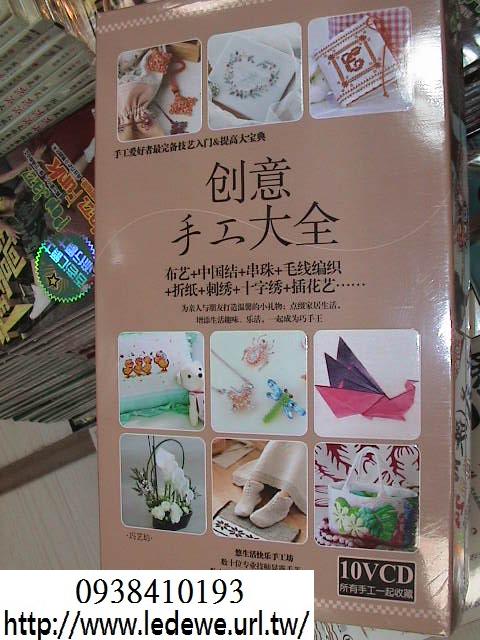 手工爱好者最完备技艺入门&提高大宝典
创意
手工大全
布艺+中国结+串珠+毛线编织
+折纸+刺绣+十字绣+插花艺……
为亲人与朋友打造温馨的小礼物；点缀家居生活。
增添生活趣味、乐活，一起成为巧手王
·巧艺坊·
悠生活快乐手工坊
10VCD
所有手工一起收藏
0938410193
http://www.ledewe.url.tw/